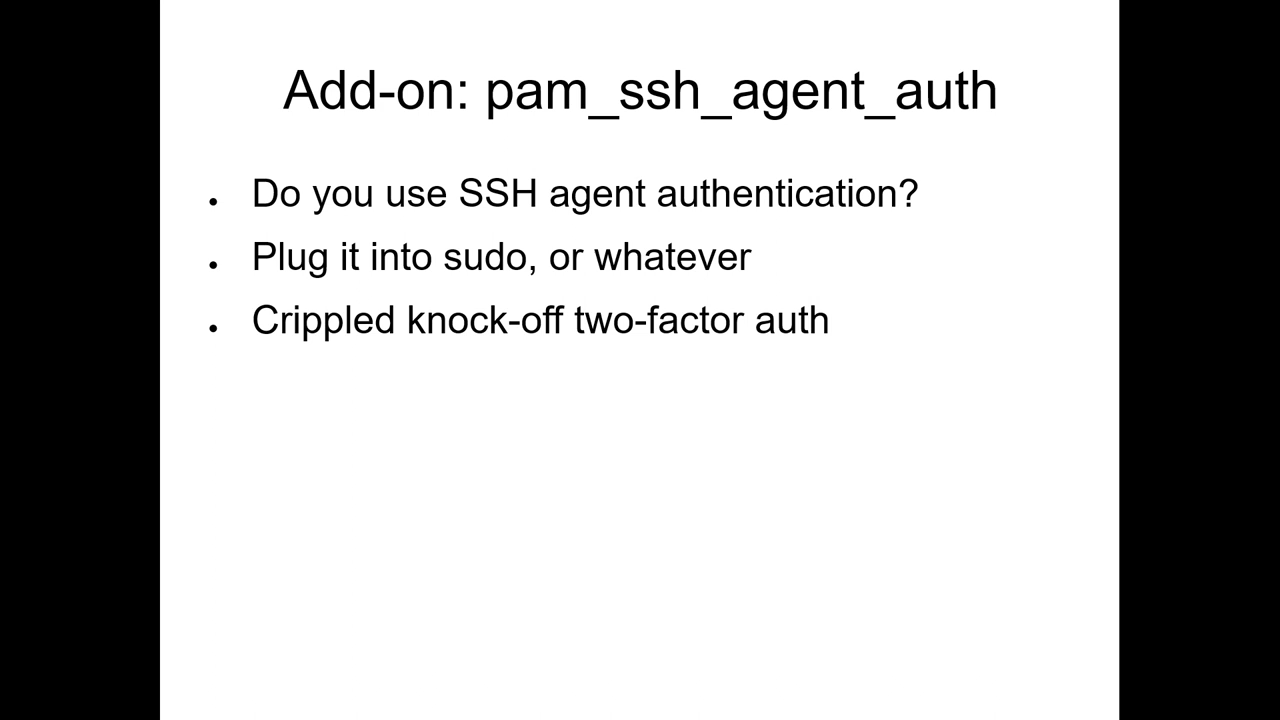 Add-on: pam_ssh_agent_auth
Do you use SSH agent authentication?
Plug it into sudo, or whatever
Crippled knock-off two-factor auth